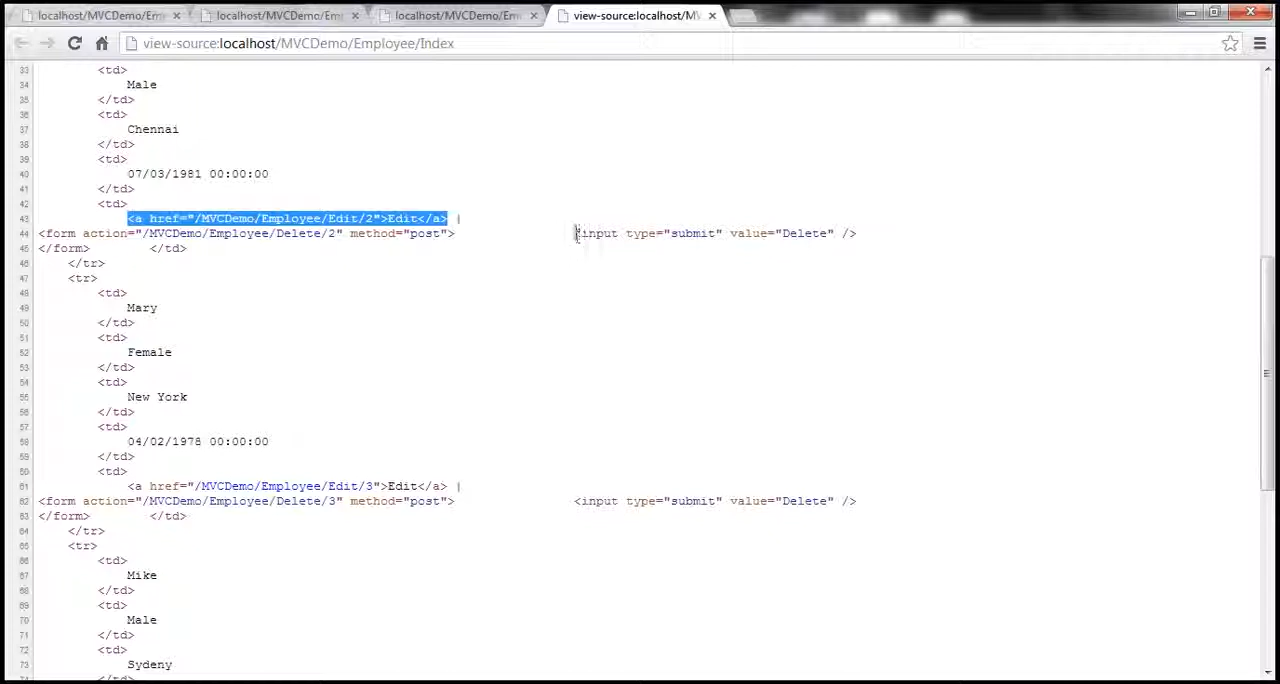 localhost/MVCDemo/Em × localhost/MVCDemo/Em × localhost/MVCDemo/Em × view-source:localhost/M ×
view-source:localhost/MVCDemo/Employee/Index
33 <td>
34 Male
35 </td>
36 <td>
37 Chennai
38 </td>
39 <td>
40 07/03/1981 00:00:00
41 </td>
42 <td>
43 <a href="/MVCDemo/Employee/Edit/2">Edit</a> |
44 <form action="/MVCDemo/Employee/Delete/2" method="post"> <input type="submit" value="Delete" />
45 </form> </td>
46 </tr>
47 <tr>
48 <td>
49 Mary
50 </td>
51 <td>
52 Female
53 </td>
54 <td>
55 New York
56 </td>
57 <td>
58 04/02/1978 00:00:00
59 </td>
60 <td>
61 <a href="/MVCDemo/Employee/Edit/3">Edit</a> |
62 <form action="/MVCDemo/Employee/Delete/3" method="post"> <input type="submit" value="Delete" />
63 </form> </td>
64 </tr>
65 <tr>
66 <td>
67 Mike
68 </td>
69 <td>
70 Male
71 </td>
72 <td>
73 Sydeny
74 </td>